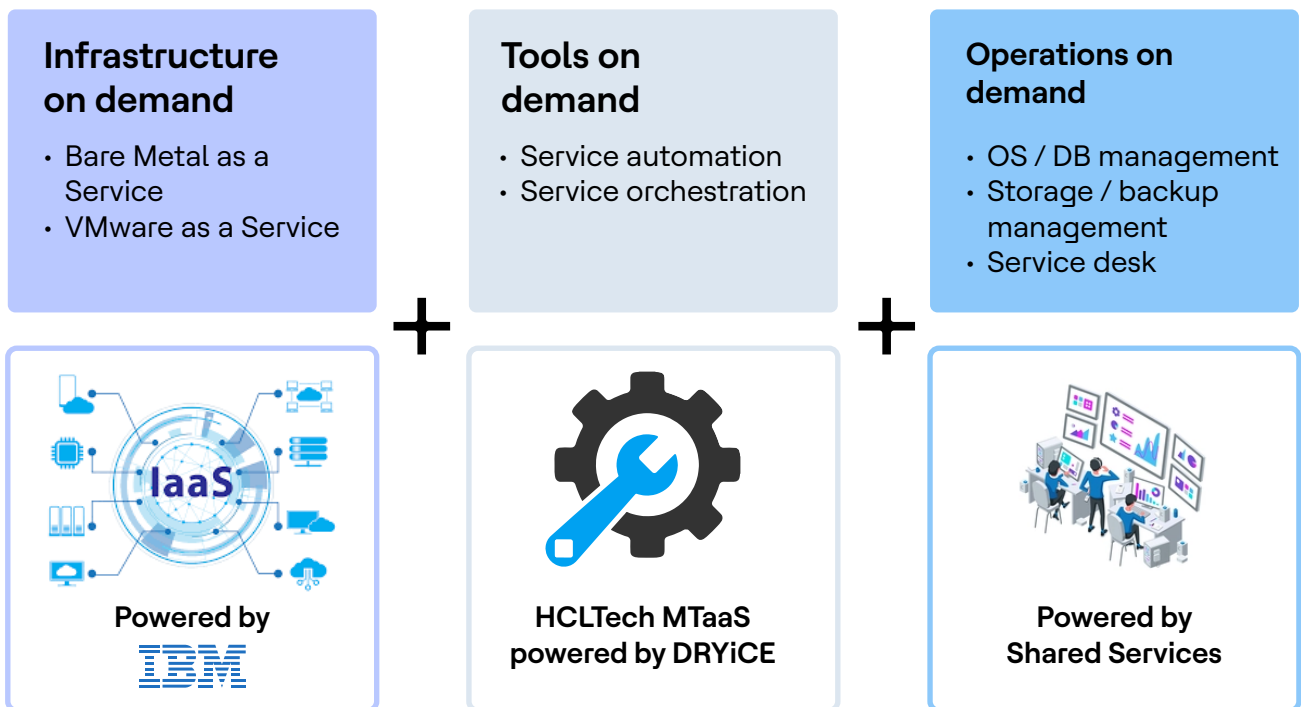 Infrastructure
on demand
• Bare Metal as a
Service
• VMware as a Service
Tools on
demand
• Service automation
• Service orchestration
Operations on
demand
• OS / DB management
• Storage / backup
management
• Service desk
IaaS
Powered by
IBM
HCLTech MTaaS
powered by DRYiCE
Powered by
Shared Services